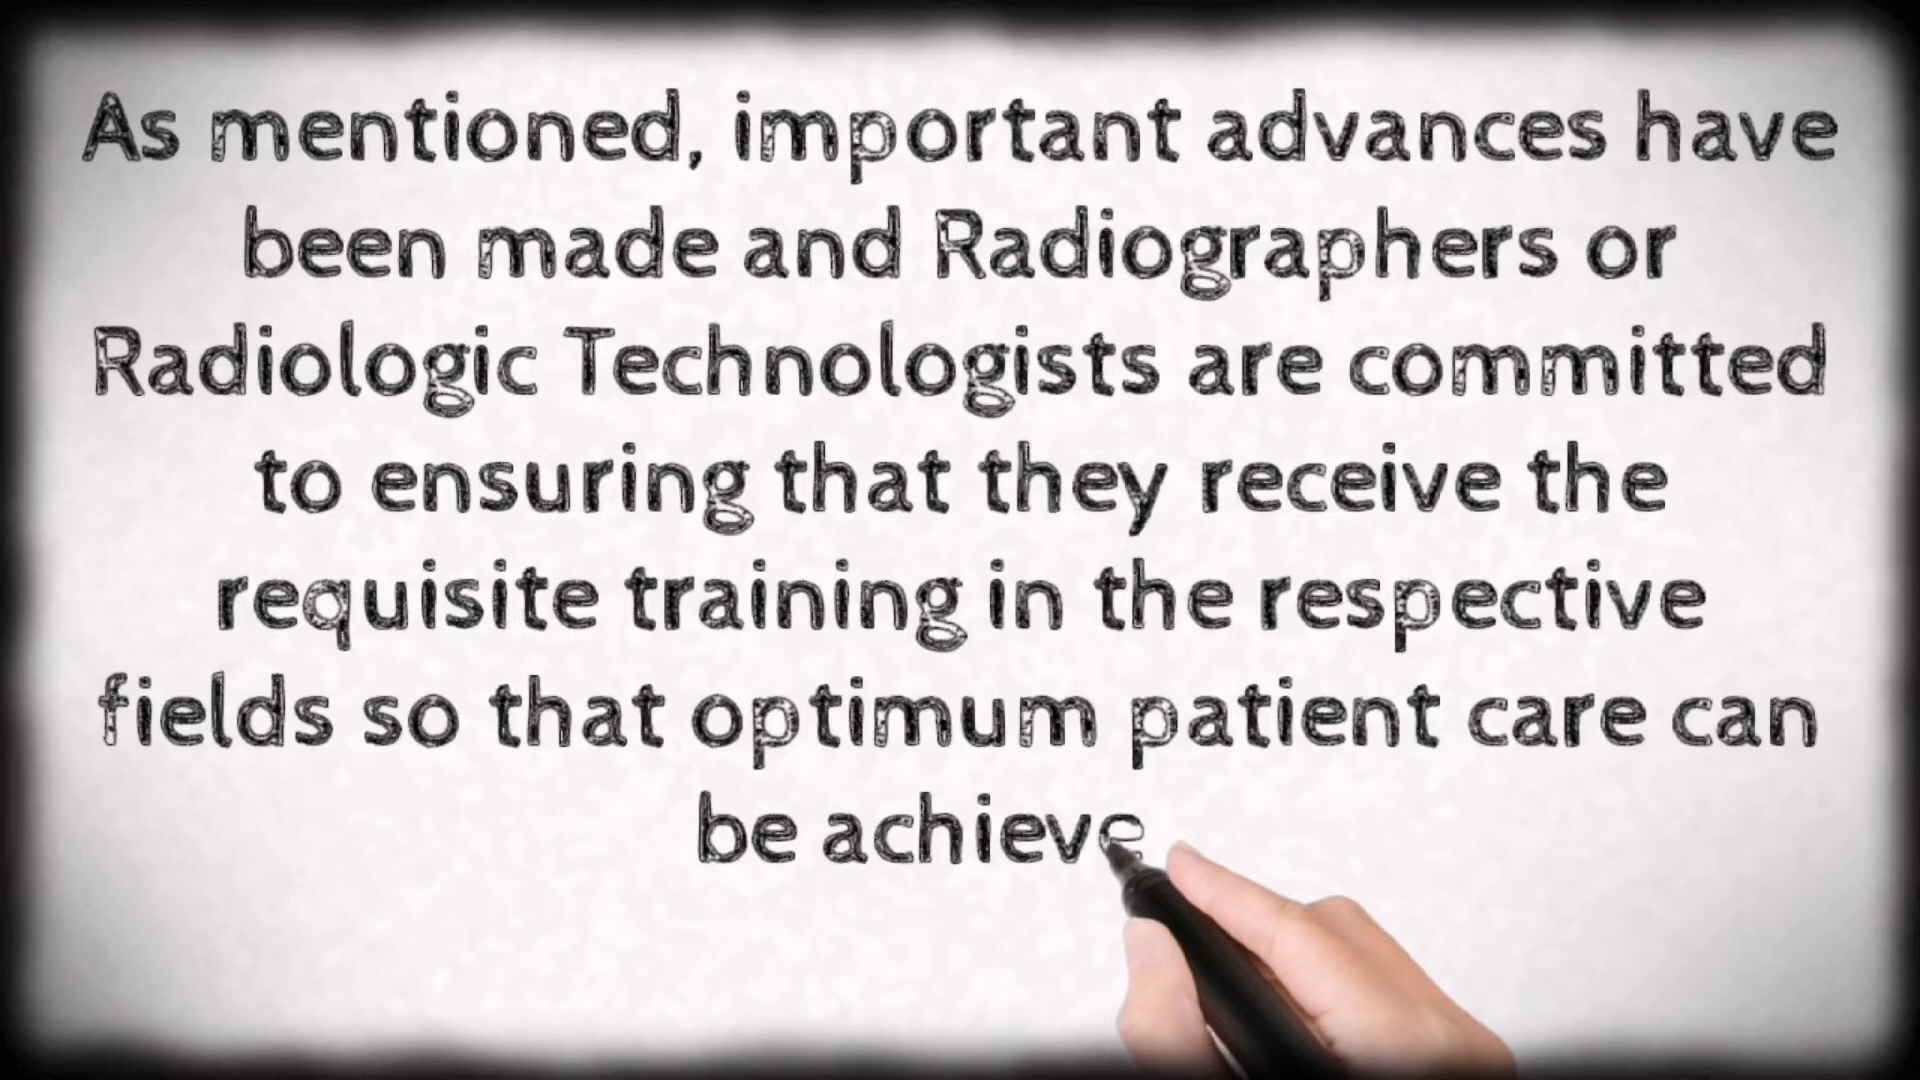 As mentioned, important advances have
been made and Radiographers or
Radiologic Technologists are committed
to ensuring that they receive the
requisite training in the respective
fields so that optimum patient care can
be achieve